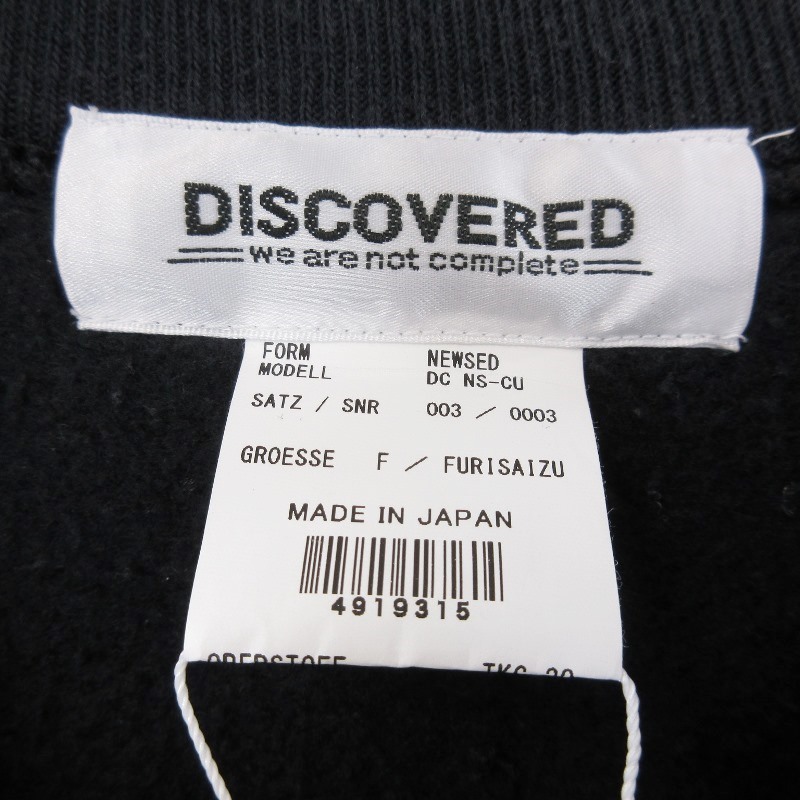 DISCOVERED
we are not complete
FORM NEWSED
MODELL DC NS-CU
SATZ / SNR 003 / 0003
GROESSE F / FURISAIZU
MADE IN JAPAN
4919315
OBERSTOFF